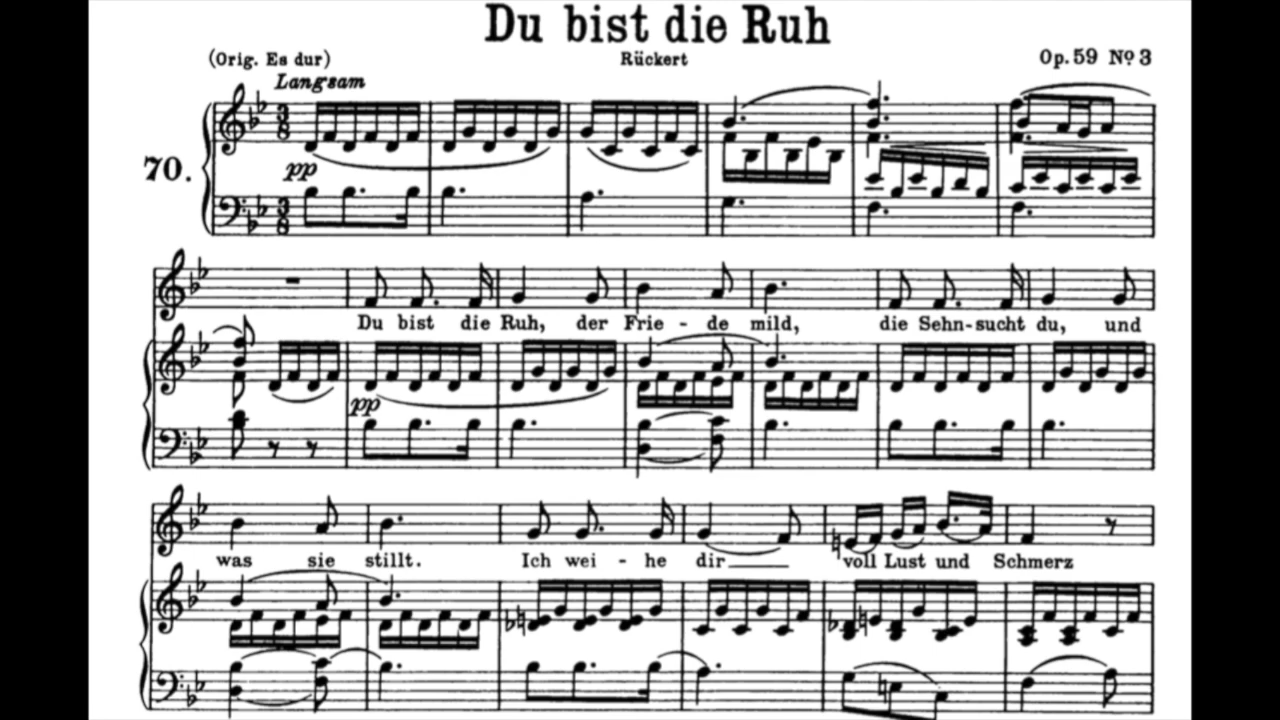 Du bist die Ruh
(Orig. Es dur) Rückert Op. 59 No 3
Langsam
70.
pp
Du bist die Ruh, der Frie - de mild, die Sehn-sucht du, und
pp
was sie stillt. Ich wei - he dir voll Lust und Schmerz